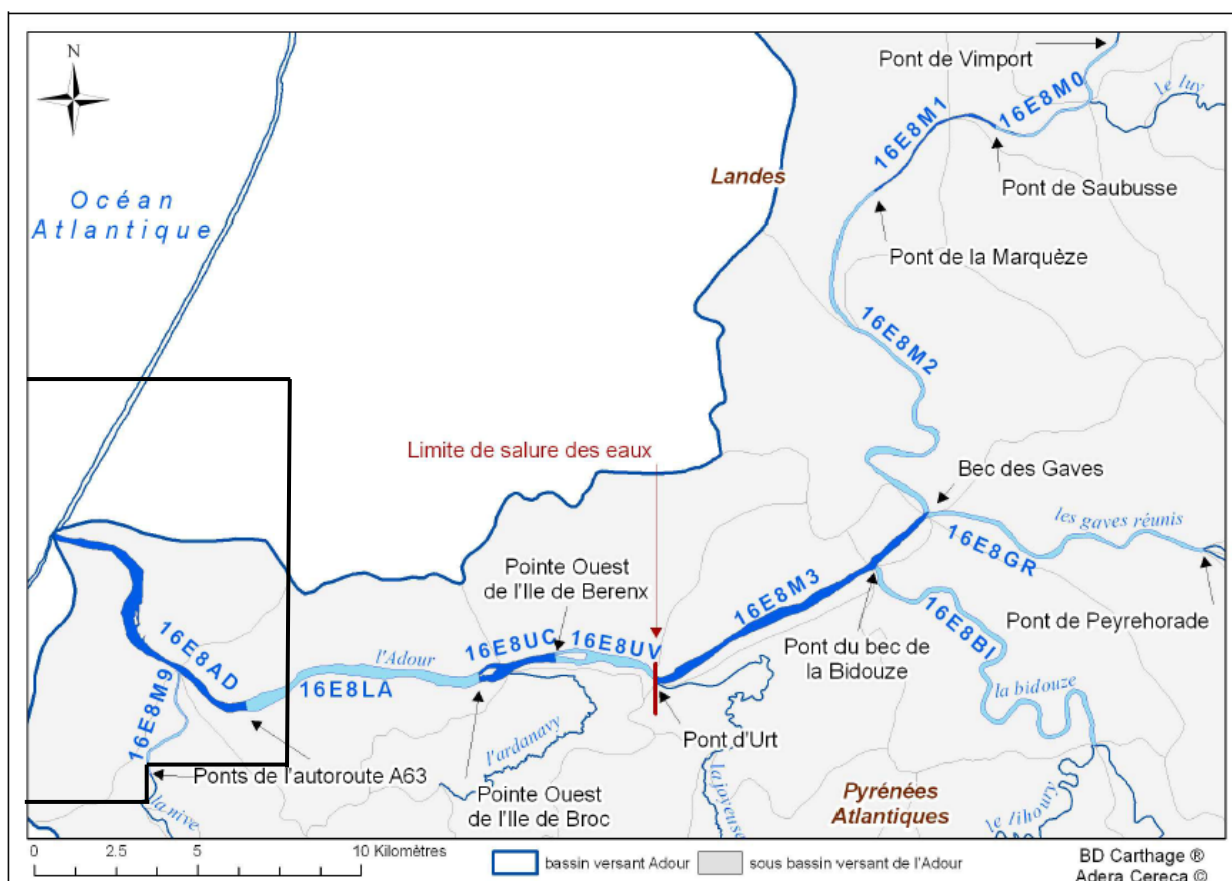 N
Pont de Vimport
le luy
16E8M0
16E8M1
Pont de Saubusse
Landes
Océan
Atlantique
Pont de la Marquèze
16E8M2
Limite de salure des eaux
Bec des Gaves
les gaves réunis
16E8GR
Pointe Ouest
de l'Ile de Berenx
16E8M3
Pont de Peyrehorade
16E8UC
16E8UV
Pont du bec de
la Bidouze
16E8BI
l'Adour
16E8AD
16E8LA
la bidouze
16E8M9
Pont d'Urt
l'ardanavy
Ponts de l'autoroute A63
la joyeuse
la nive
Pointe Ouest
de l'Ile de Broc
Pyrénées
Atlantiques
le lihoury
0 2.5 5 10 Kilomètres
bassin versant Adour
sous bassin versant de l'Adour
BD Carthage ®
Adera Cereca ©